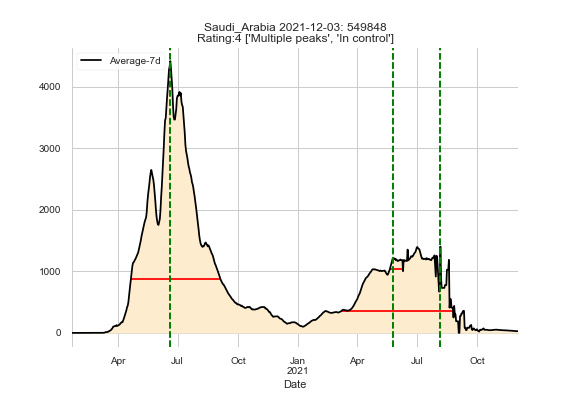 Saudi_Arabia 2021-12-03: 549848
Rating:4 ['Multiple peaks', 'In control']
Average-7d
4000
3000
2000
1000
0
Apr Jul Oct Jan Apr Jul Oct
2021
Date